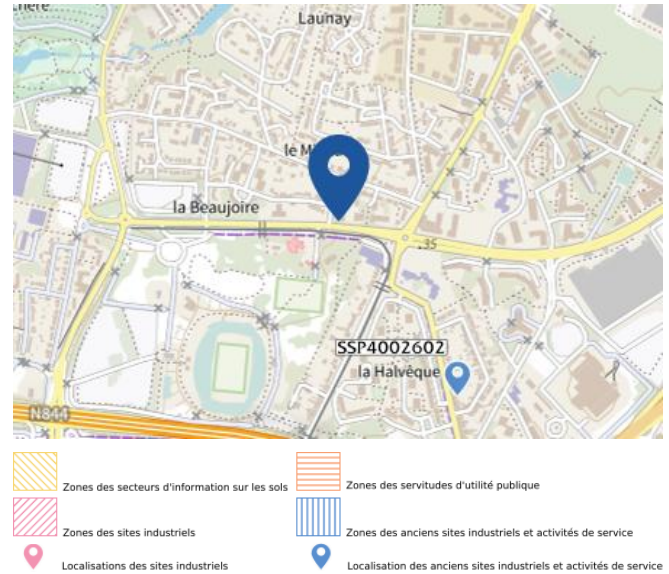 Launay
la Beaujoire
35
SSP4002602
la Halvêque
N844
Zones des secteurs d'information sur les sols
Zones des servitudes d'utilité publique
Zones des sites industriels
Zones des anciens sites industriels et activités de service
Localisations des sites industriels
Localisation des anciens sites industriels et activités de service